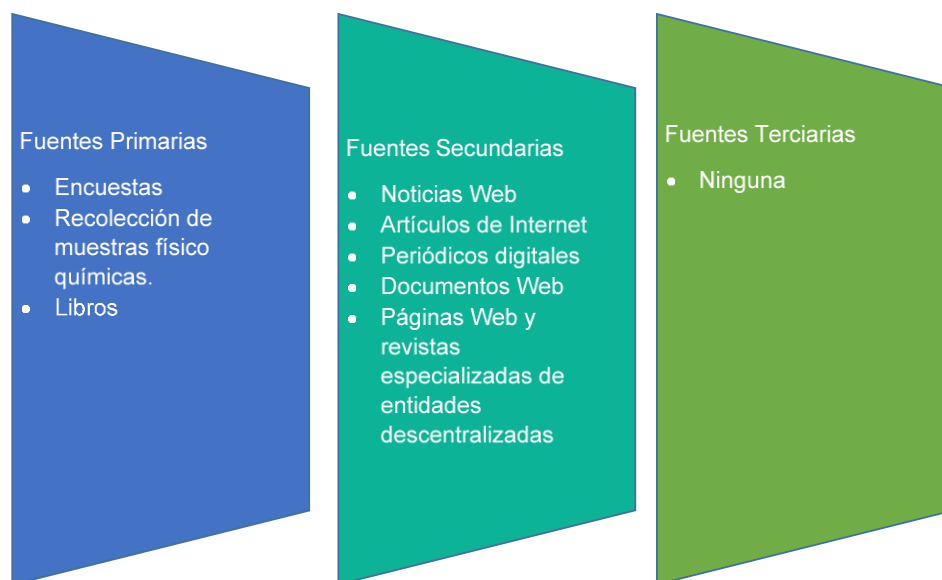 Fuentes Primarias
• Encuestas
• Recolección de
muestras físico
químicas.
• Libros
Fuentes Secundarias
• Noticias Web
• Artículos de Internet
• Periódicos digitales
• Documentos Web
• Páginas Web y
revistas
especializadas de
entidades
descentralizadas
Fuentes Terciarias
• Ninguna